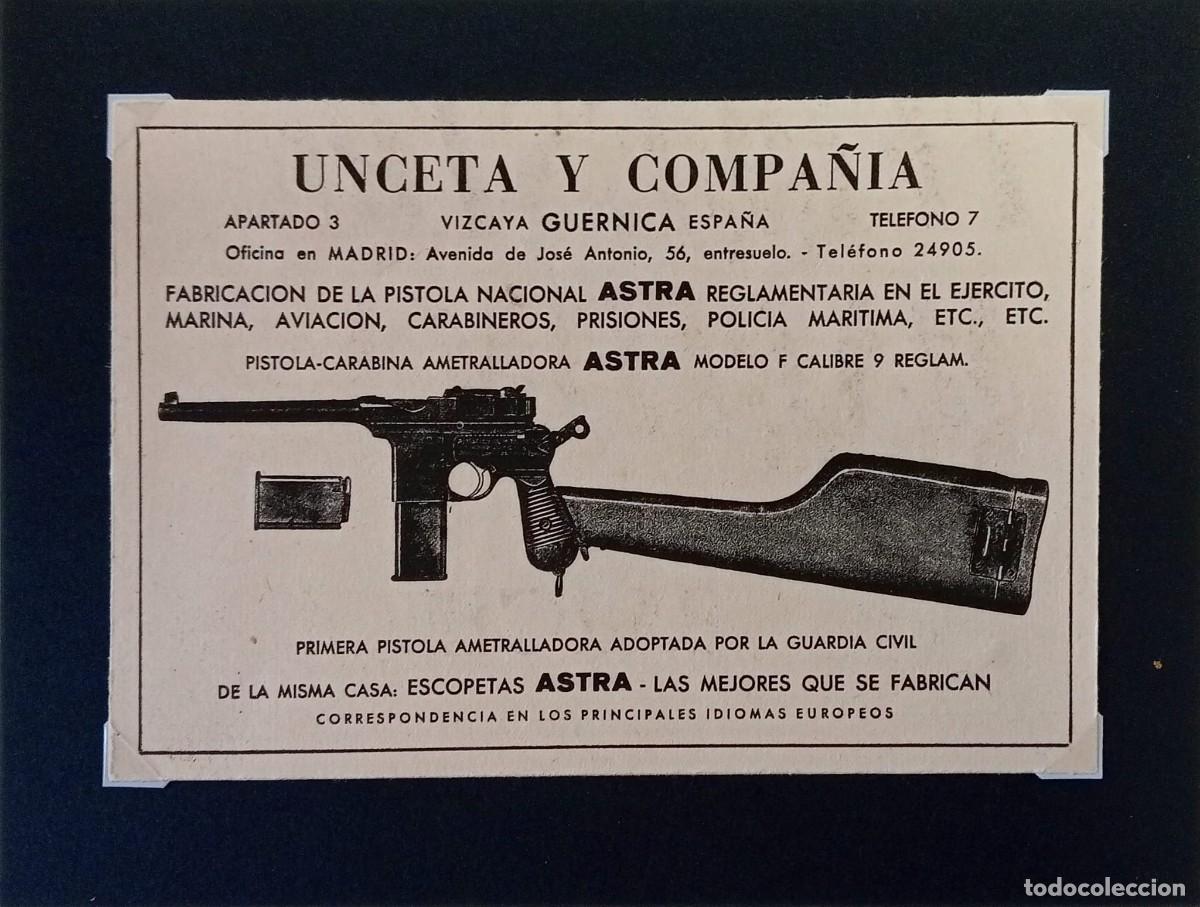 UNCETA Y COMPAÑIA
APARTADO 3 VIZCAYA GUERNICA ESPAÑA TELEFONO 7
Oficina en MADRID: Avenida de José Antonio, 56, entresuelo. - Teléfono 24905.
FABRICACION DE LA PISTOLA NACIONAL ASTRA REGLAMENTARIA EN EL EJERCITO,
MARINA, AVIACION, CARABINEROS, PRISIONES, POLICIA MARITIMA, ETC., ETC.
PISTOLA-CARABINA AMETRALLADORA ASTRA MODELO F CALIBRE 9 REGLAM.
PRIMERA PISTOLA AMETRALLADORA ADOPTADA POR LA GUARDIA CIVIL
DE LA MISMA CASA: ESCOPETAS ASTRA - LAS MEJORES QUE SE FABRICAN
CORRESPONDENCIA EN LOS PRINCIPALES IDIOMAS EUROPEOS
todocoleccion